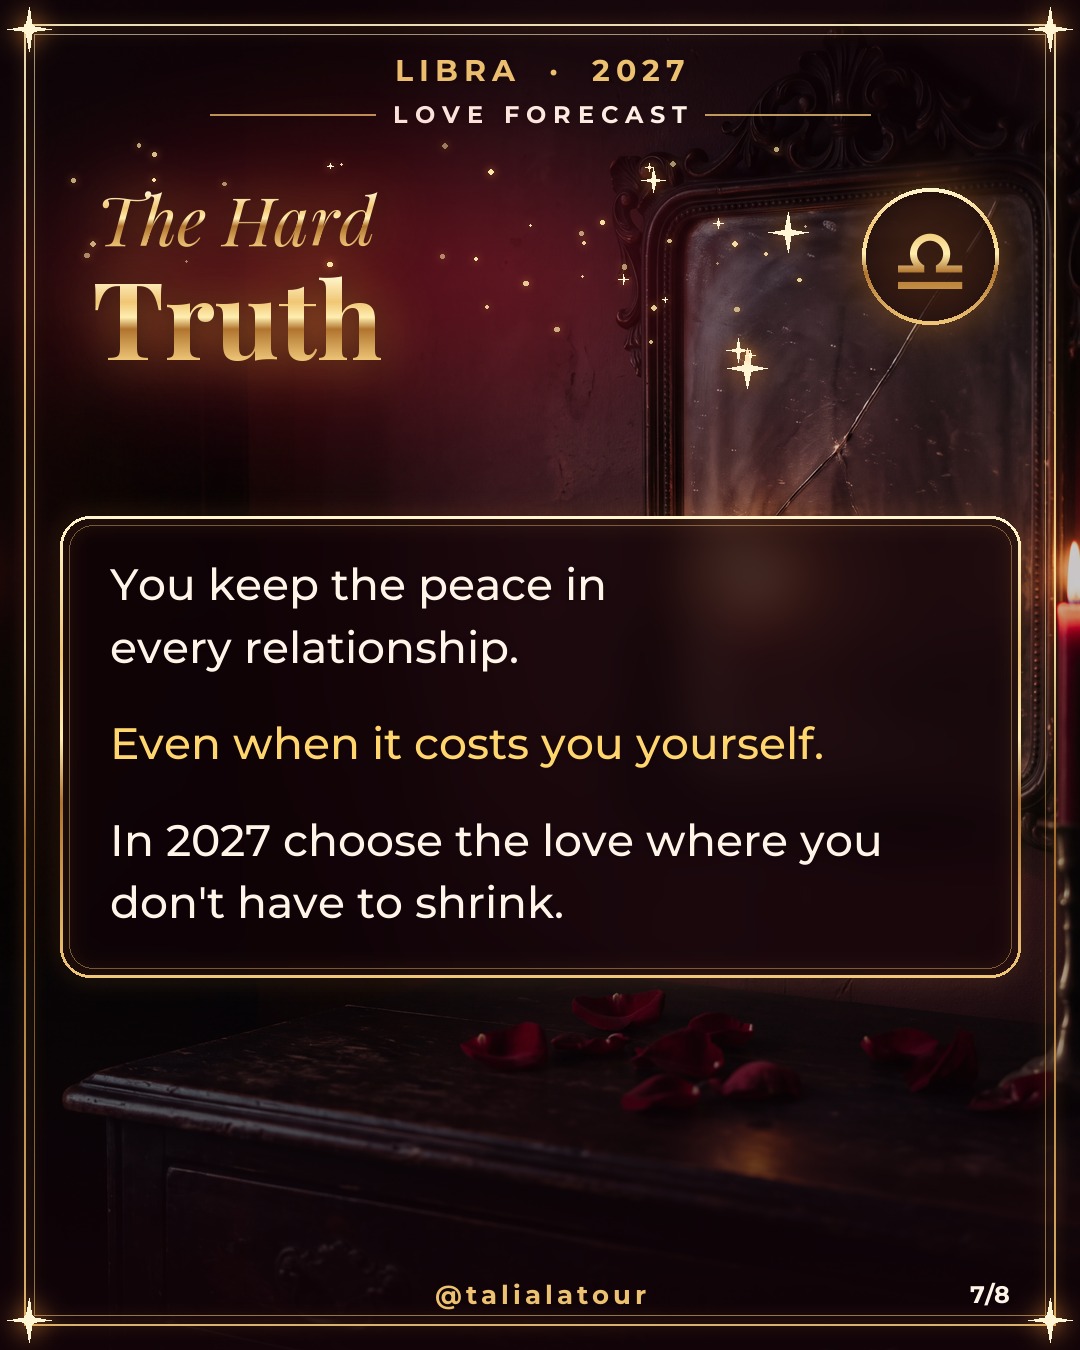 LIBRA · 2027
LOVE FORECAST
The Hard
Truth
♎
You keep the peace in
every relationship.
Even when it costs you yourself.
In 2027 choose the love where you
don't have to shrink.
@talialatour
7/8